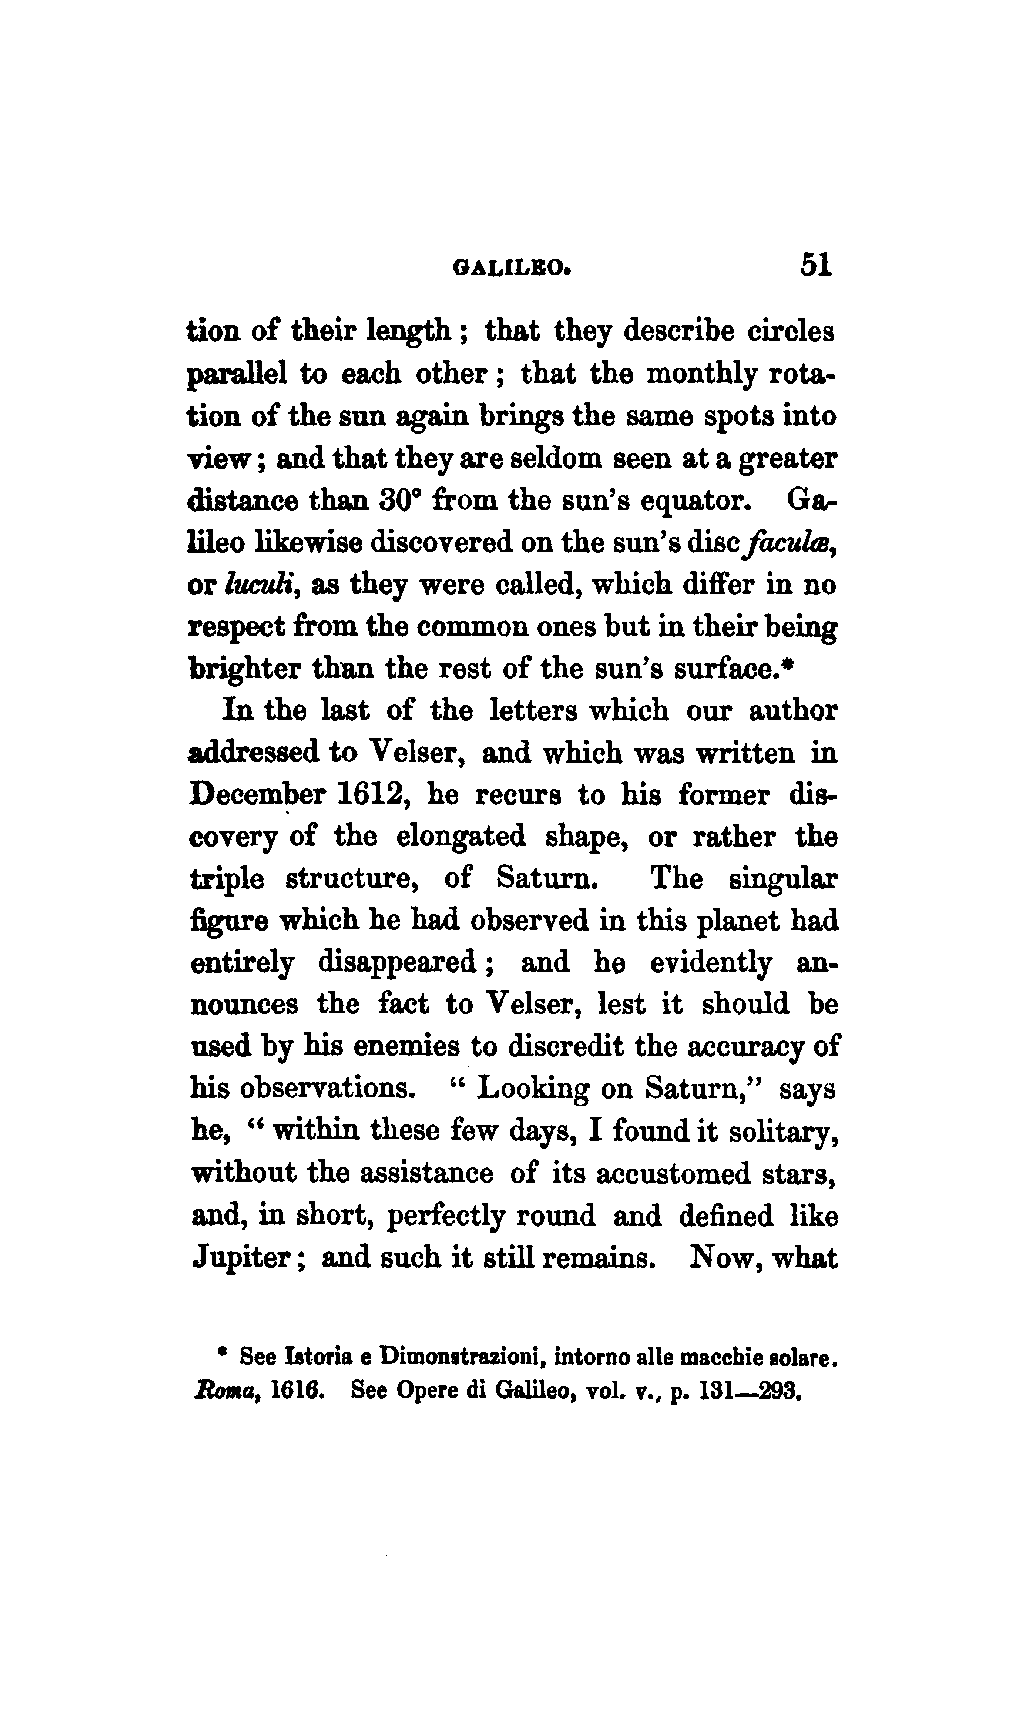 GALILEO. 51
tion of their length ; that they describe circles
parallel to each other ; that the monthly rota-
tion of the sun again brings the same spots into
view ; and that they are seldom seen at a greater
distance than 30° from the sun's equator. Ga-
lileo likewise discovered on the sun's disc faculæ,
or luculi, as they were called, which differ in no
respect from the common ones but in their being
brighter than the rest of the sun's surface.*
In the last of the letters which our author
addressed to Velser, and which was written in
December 1612, he recurs to his former dis-
covery of the elongated shape, or rather the
triple structure, of Saturn. The singular
figure which he had observed in this planet had
entirely disappeared ; and he evidently an-
nounces the fact to Velser, lest it should be
used by his enemies to discredit the accuracy of
his observations. “ Looking on Saturn,” says
he, “ within these few days, I found it solitary,
without the assistance of its accustomed stars,
and, in short, perfectly round and defined like
Jupiter ; and such it still remains. Now, what
* See Istoria e Dimonstrazioni, intorno alle macchie solare.
Roma, 1616. See Opere di Galileo, vol. v., p. 131—293.